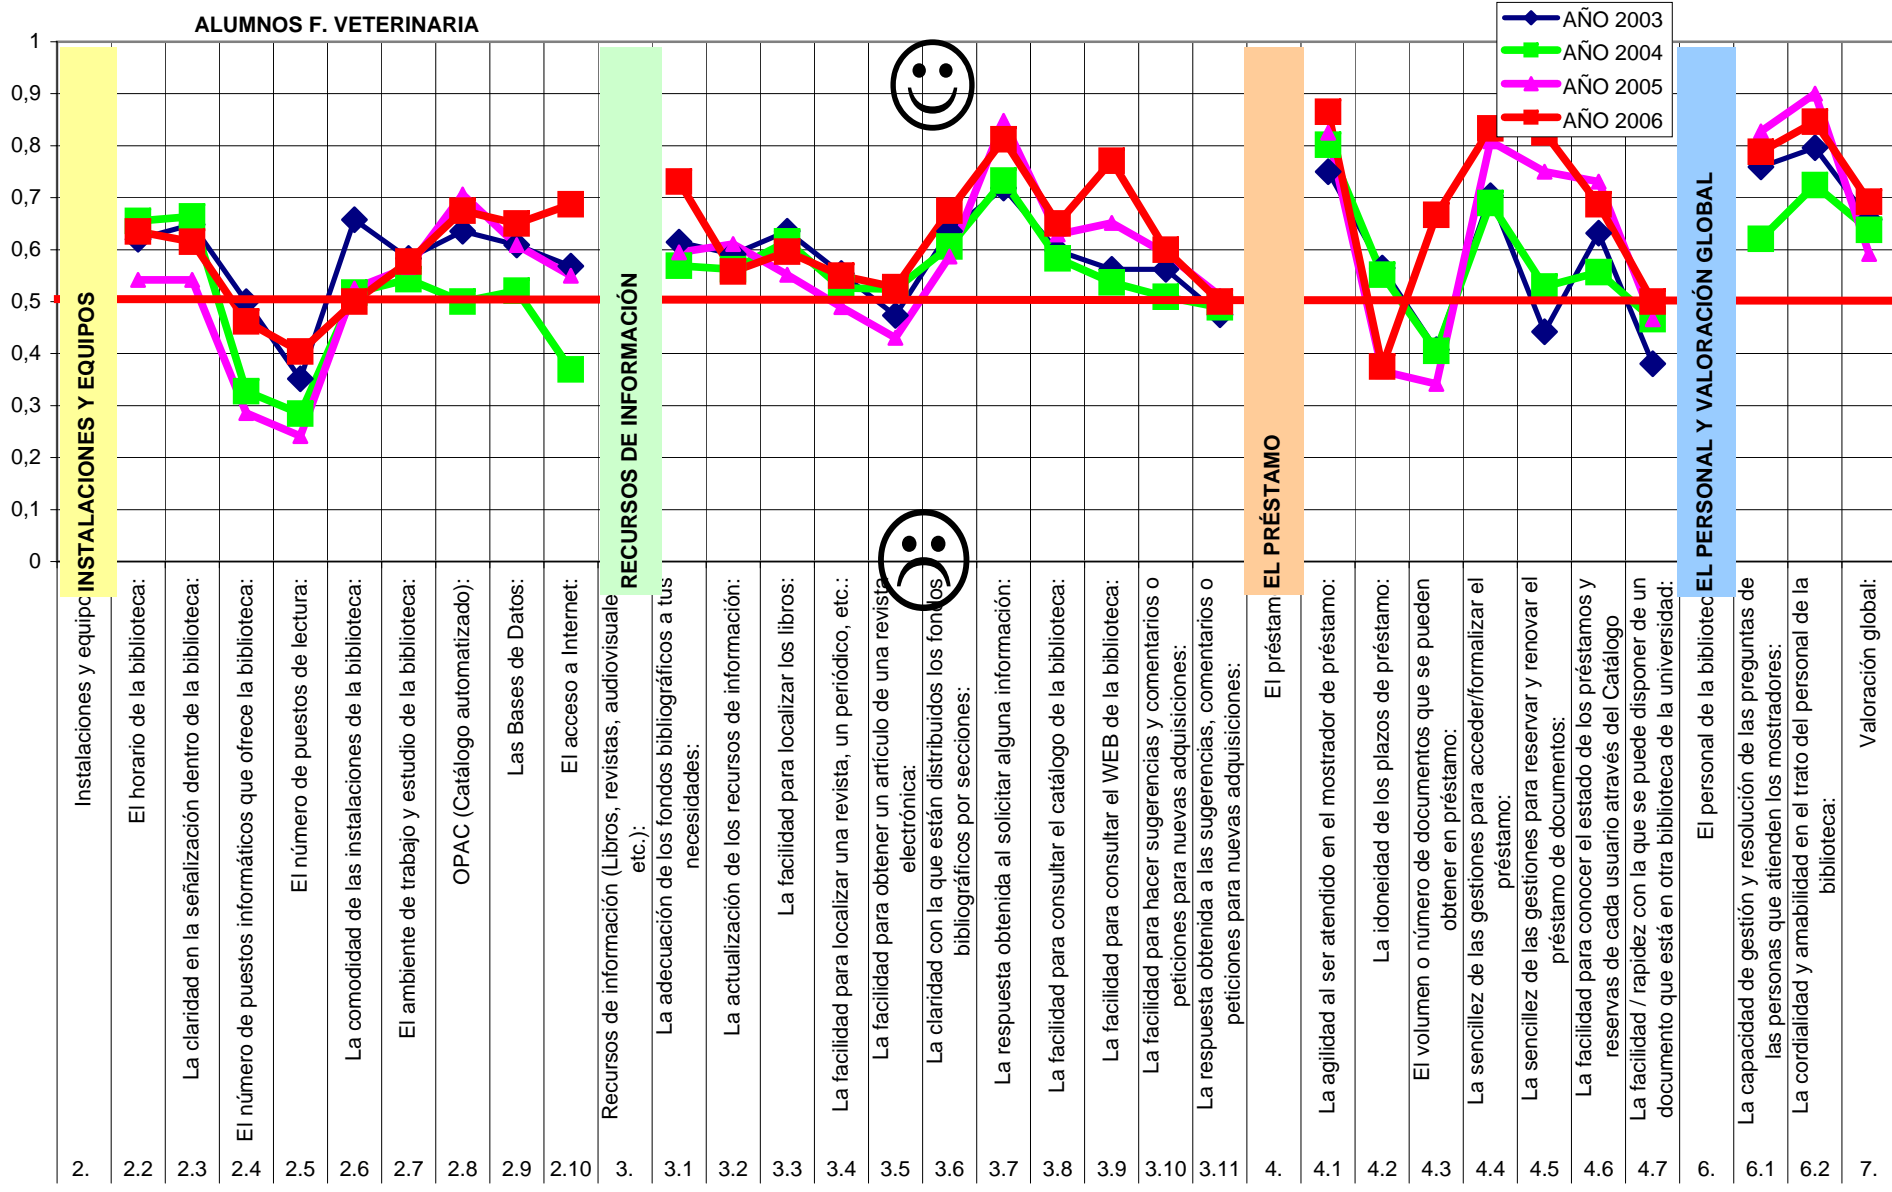 ALUMNOS F. VETERINARIA
AÑO 2003
AÑO 2004
AÑO 2005
AÑO 2006
1
0,9
0,8
0,7
0,6
0,5
0,4
0,3
0,2
0,1
0
INSTALACIONES Y EQUIPOS
RECURSOS DE INFORMACIÓN
EL PRÉSTAMO
EL PERSONAL Y VALORACIÓN GLOBAL
Instalaciones y equipo
El horario de la biblioteca:
La claridad en la señalización dentro de la biblioteca:
El número de puestos informáticos que ofrece la biblioteca:
El número de puestos de lectura:
La comodidad de las instalaciones de la biblioteca:
El ambiente de trabajo y estudio de la biblioteca:
OPAC (Catálogo automatizado):
Las Bases de Datos:
El acceso a Internet:
Recursos de información (Libros, revistas, audiovisuale
etc.):
La adecuación de los fondos bibliográficos a tus
necesidades:
La actualización de los recursos de información:
La facilidad para localizar los libros:
La facilidad para localizar una revista, un periódico, etc.:
La facilidad para obtener un artículo de una revista
electrónica:
La claridad con la que están distribuidos los fondos
bibliográficos por secciones:
La respuesta obtenida al solicitar alguna información:
La facilidad para consultar el catálogo de la biblioteca:
La facilidad para consultar el WEB de la biblioteca:
La facilidad para hacer sugerencias y comentarios o
peticiones para nuevas adquisiciones:
La respuesta obtenida a las sugerencias, comentarios o
peticiones para nuevas adquisiciones:
El préstam
La agilidad al ser atendido en el mostrador de préstamo:
La idoneidad de los plazos de préstamo:
El volumen o número de documentos que se pueden
obtener en préstamo:
La sencillez de las gestiones para acceder/formalizar el
préstamo:
La sencillez de las gestiones para reservar y renovar el
préstamo de documentos:
La facilidad para conocer el estado de los préstamos y
reservas de cada usuario através del Catálogo
La facilidad / rapidez con la que se puede disponer de un
documento que está en otra biblioteca de la universidad:
El personal de la bibliotec
La capacidad de gestión y resolución de las preguntas de
las personas que atienden los mostradores:
La cordialidad y amabilidad en el trato del personal de la
biblioteca:
Valoración global:
2.
2.2
2.3
2.4
2.5
2.6
2.7
2.8
2.9
2.10
3.
3.1
3.2
3.3
3.4
3.5
3.6
3.7
3.8
3.9
3.10
3.11
4.
4.1
4.2
4.3
4.4
4.5
4.6
4.7
6.
6.1
6.2
7.